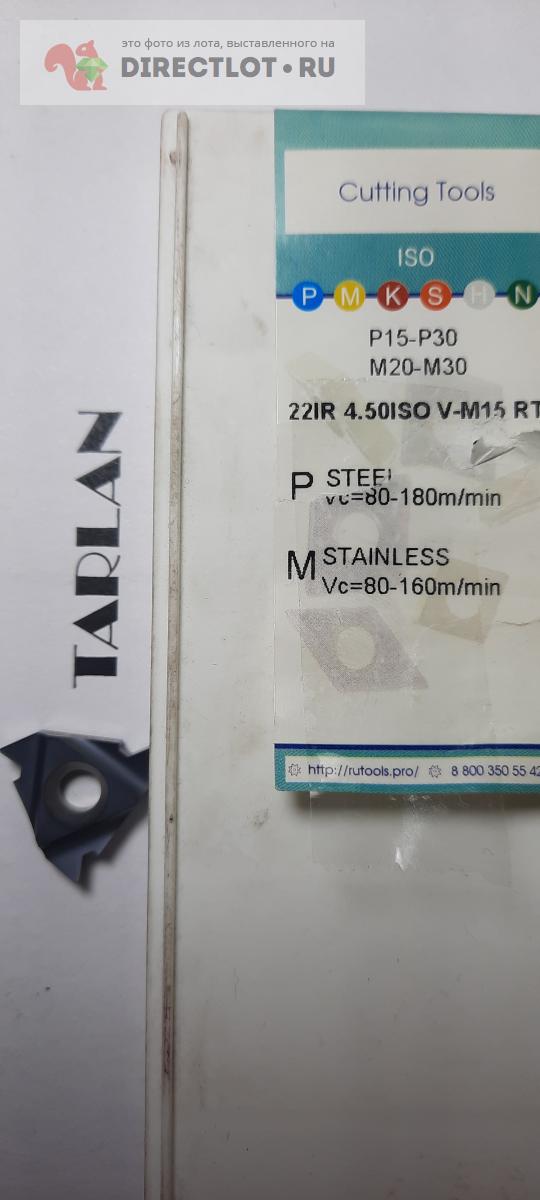 это фото из лота, выставленного на
DIRECTLOT•RU
Cutting Tools
ISO
P M K S H N
P15-P30
M20-M30
22IR 4.50ISO V-M15 RT
P STEEL
Vc=80-180m/min
M STAINLESS
Vc=80-160m/min
http://rutools.pro/ 8 800 350 55 42
TARLAN